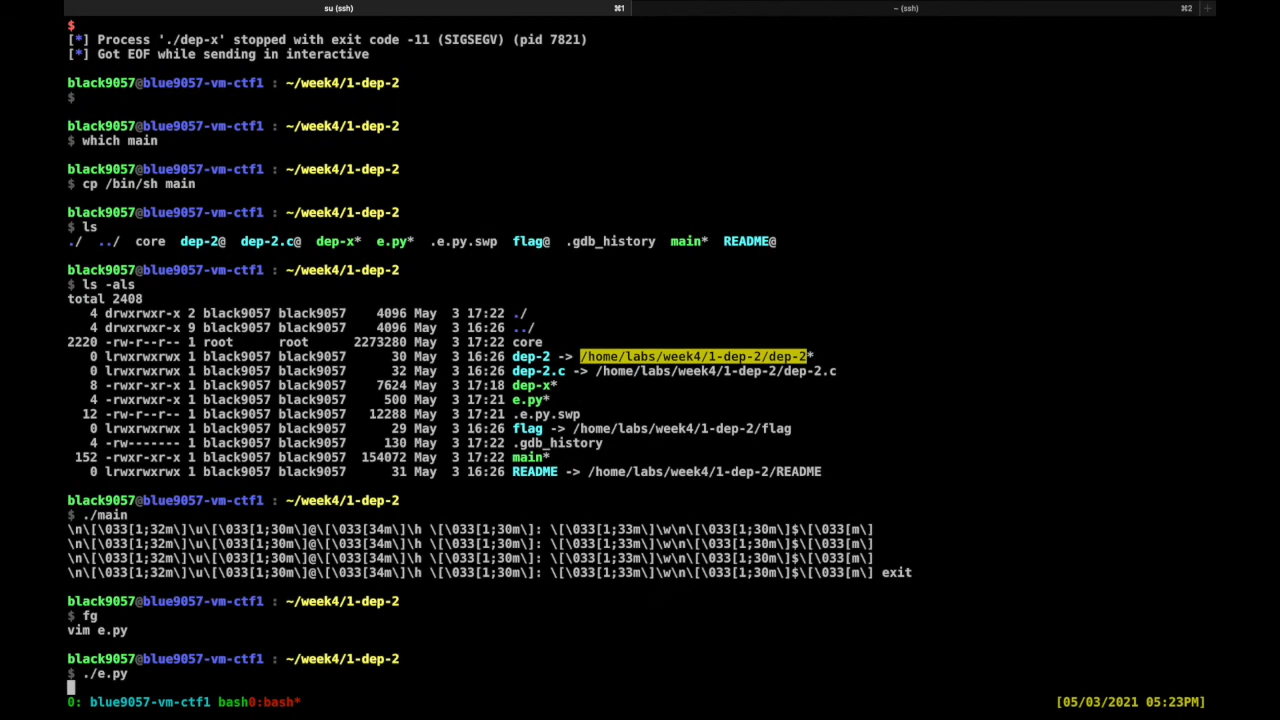 su (ssh) ⌘1 ~ (ssh) ⌘2 +
$
[*] Process './dep-x' stopped with exit code -11 (SIGSEGV) (pid 7821)
[*] Got EOF while sending in interactive
black9057@blue9057-vm-ctf1 : ~/week4/1-dep-2
$
black9057@blue9057-vm-ctf1 : ~/week4/1-dep-2
$ which main
black9057@blue9057-vm-ctf1 : ~/week4/1-dep-2
$ cp /bin/sh main
black9057@blue9057-vm-ctf1 : ~/week4/1-dep-2
$ ls
./ ../ core dep-2@ dep-2.c@ dep-x* e.py* .e.py.swp flag@ .gdb_history main* README@
black9057@blue9057-vm-ctf1 : ~/week4/1-dep-2
$ ls -als
total 2408
4 drwxrwxr-x 2 black9057 black9057 4096 May 3 17:22 ./
4 drwxrwxr-x 9 black9057 black9057 4096 May 3 16:26 ../
2220 -rw-r--r-- 1 root root 2273280 May 3 17:22 core
0 lrwxrwxrwx 1 black9057 black9057 30 May 3 16:26 dep-2 -> /home/labs/week4/1-dep-2/dep-2*
0 lrwxrwxrwx 1 black9057 black9057 32 May 3 16:26 dep-2.c -> /home/labs/week4/1-dep-2/dep-2.c
8 -rwxr-xr-x 1 black9057 black9057 7624 May 3 17:18 dep-x*
4 -rwxrwxr-x 1 black9057 black9057 500 May 3 17:21 e.py*
12 -rw-r--r-- 1 black9057 black9057 12288 May 3 17:21 .e.py.swp
0 lrwxrwxrwx 1 black9057 black9057 29 May 3 16:26 flag -> /home/labs/week4/1-dep-2/flag
4 -rw------- 1 black9057 black9057 130 May 3 17:22 .gdb_history
152 -rwxr-xr-x 1 black9057 black9057 154072 May 3 17:22 main*
0 lrwxrwxrwx 1 black9057 black9057 31 May 3 16:26 README -> /home/labs/week4/1-dep-2/README
black9057@blue9057-vm-ctf1 : ~/week4/1-dep-2
$ ./main
\n\[\033[1;32m\]\u\[\033[1;30m\]@\[\033[34m\]\h \[\033[1;30m\]: \[\033[1;33m\]\w\n\[\033[1;30m\]$\[\033[m\]
\n\[\033[1;32m\]\u\[\033[1;30m\]@\[\033[34m\]\h \[\033[1;30m\]: \[\033[1;33m\]\w\n\[\033[1;30m\]$\[\033[m\]
\n\[\033[1;32m\]\u\[\033[1;30m\]@\[\033[34m\]\h \[\033[1;30m\]: \[\033[1;33m\]\w\n\[\033[1;30m\]$\[\033[m\]
\n\[\033[1;32m\]\u\[\033[1;30m\]@\[\033[34m\]\h \[\033[1;30m\]: \[\033[1;33m\]\w\n\[\033[1;30m\]$\[\033[m\] exit
black9057@blue9057-vm-ctf1 : ~/week4/1-dep-2
$ fg
vim e.py
black9057@blue9057-vm-ctf1 : ~/week4/1-dep-2
$ ./e.py
0: blue9057-vm-ctf1 bash0:bash* [05/03/2021 05:23PM]